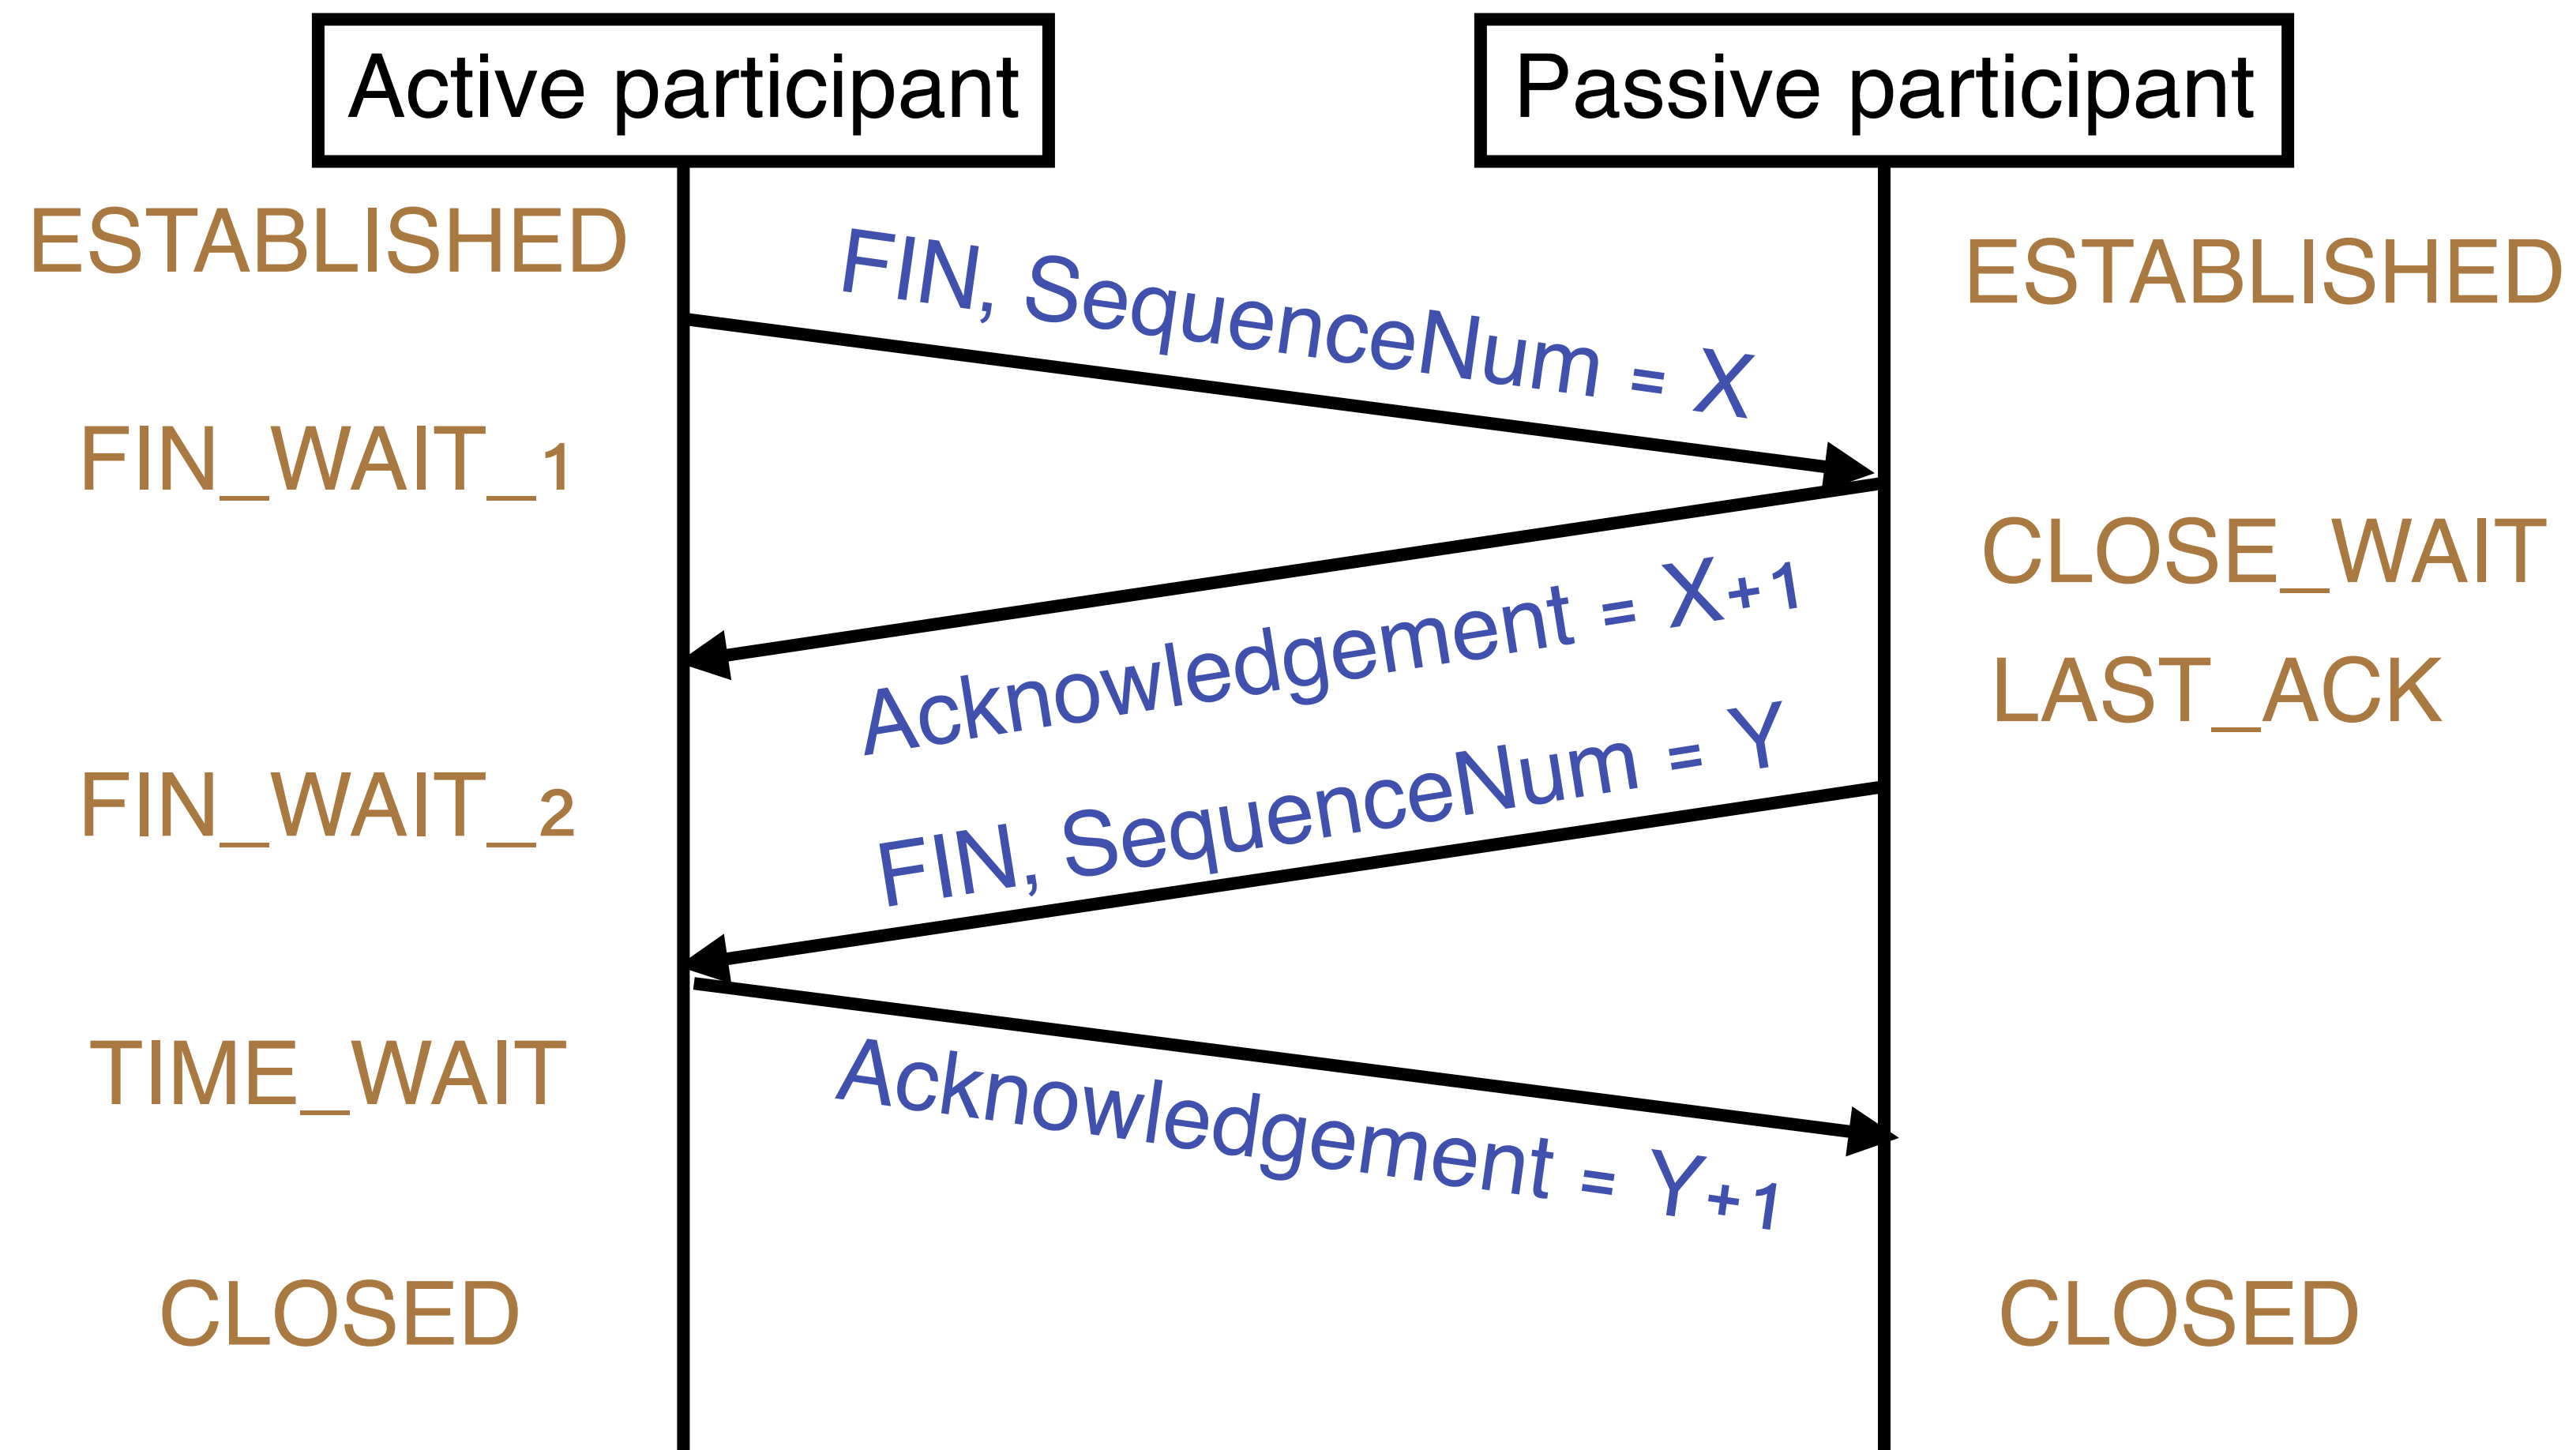 Active participant
Passive participant
ESTABLISHED
ESTABLISHED
FIN, SequenceNum = X
FIN_WAIT_1
CLOSE_WAIT
Acknowledgement = X+1
LAST_ACK
FIN_WAIT_2
FIN, SequenceNum = Y
TIME_WAIT
Acknowledgement = Y+1
CLOSED
CLOSED